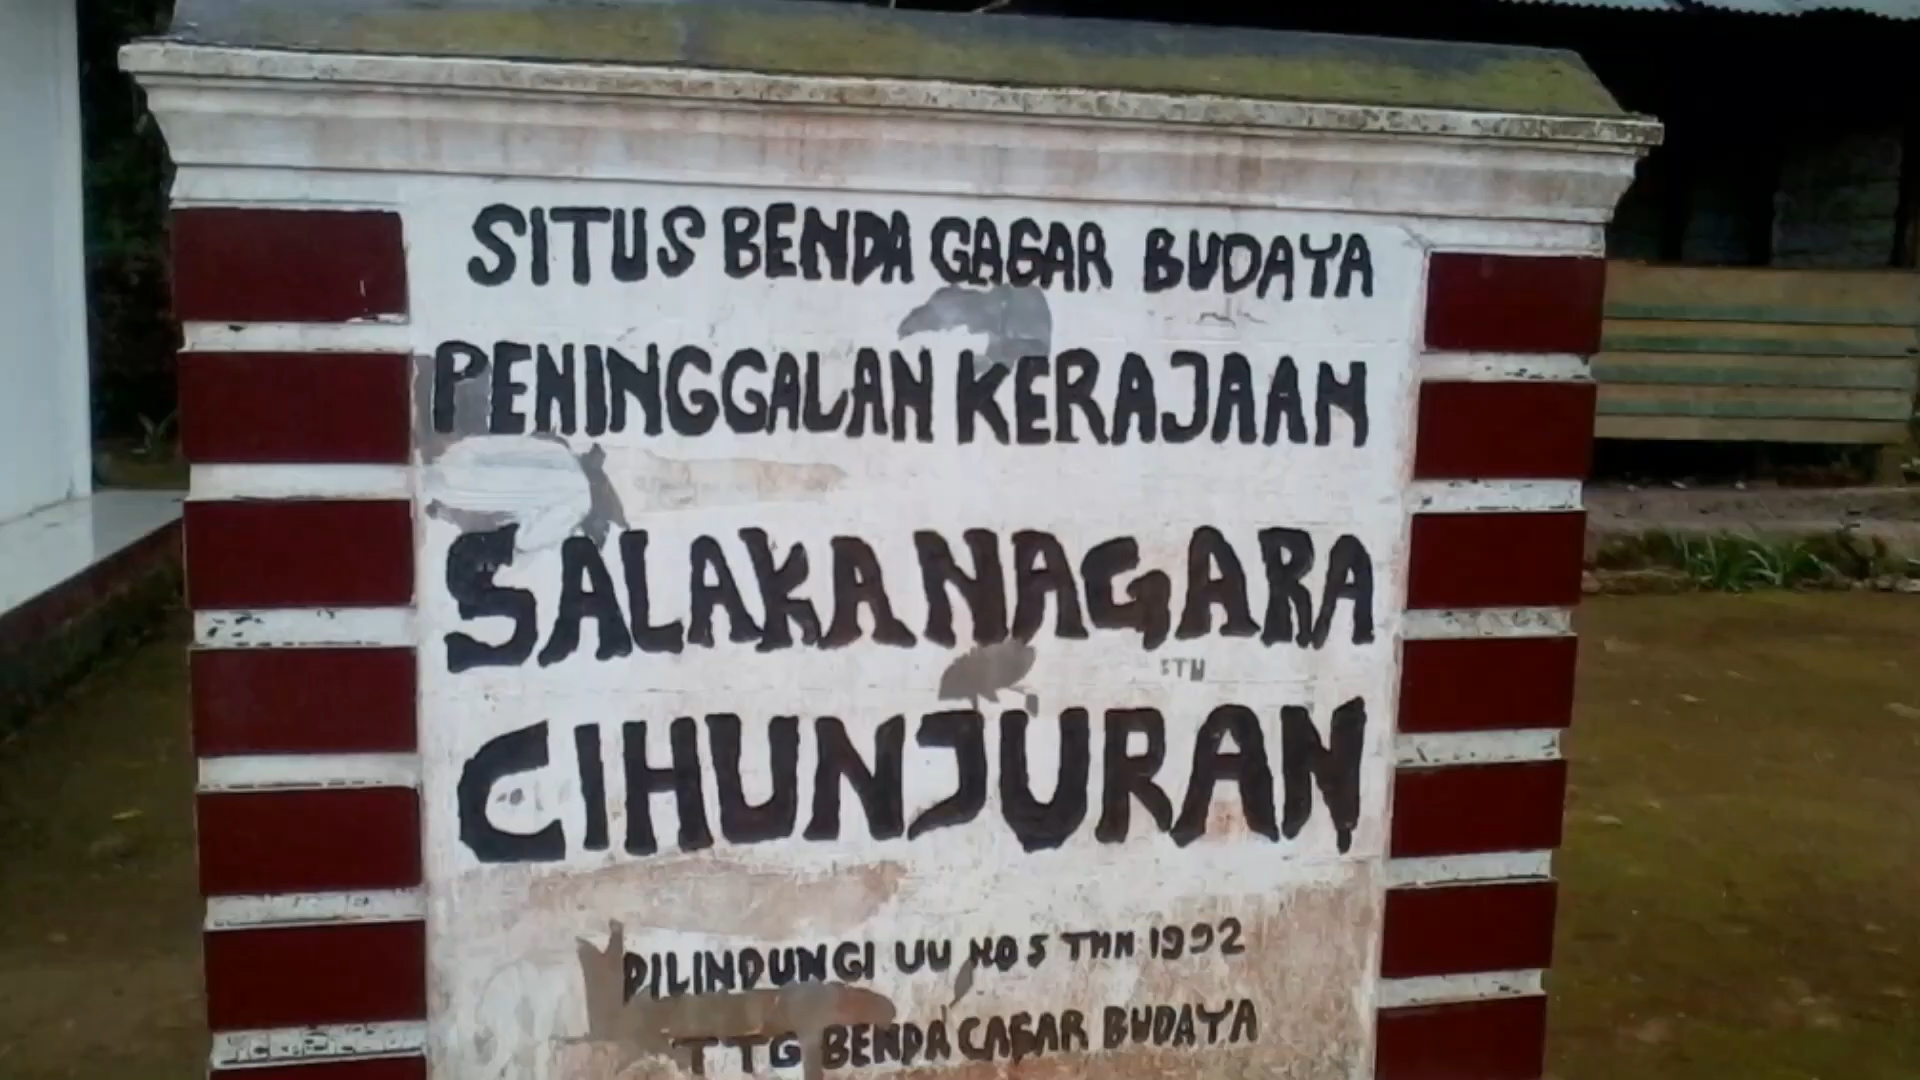 SITUS BENDA GAGAR BUDAYA
PENINGGALAN KERAJAAN
SALAKANAGARA
CIHUNJURAN
DILINDUNGI UU NO 5 THN 1992
TTG BENDA CAGAR BUDAYA